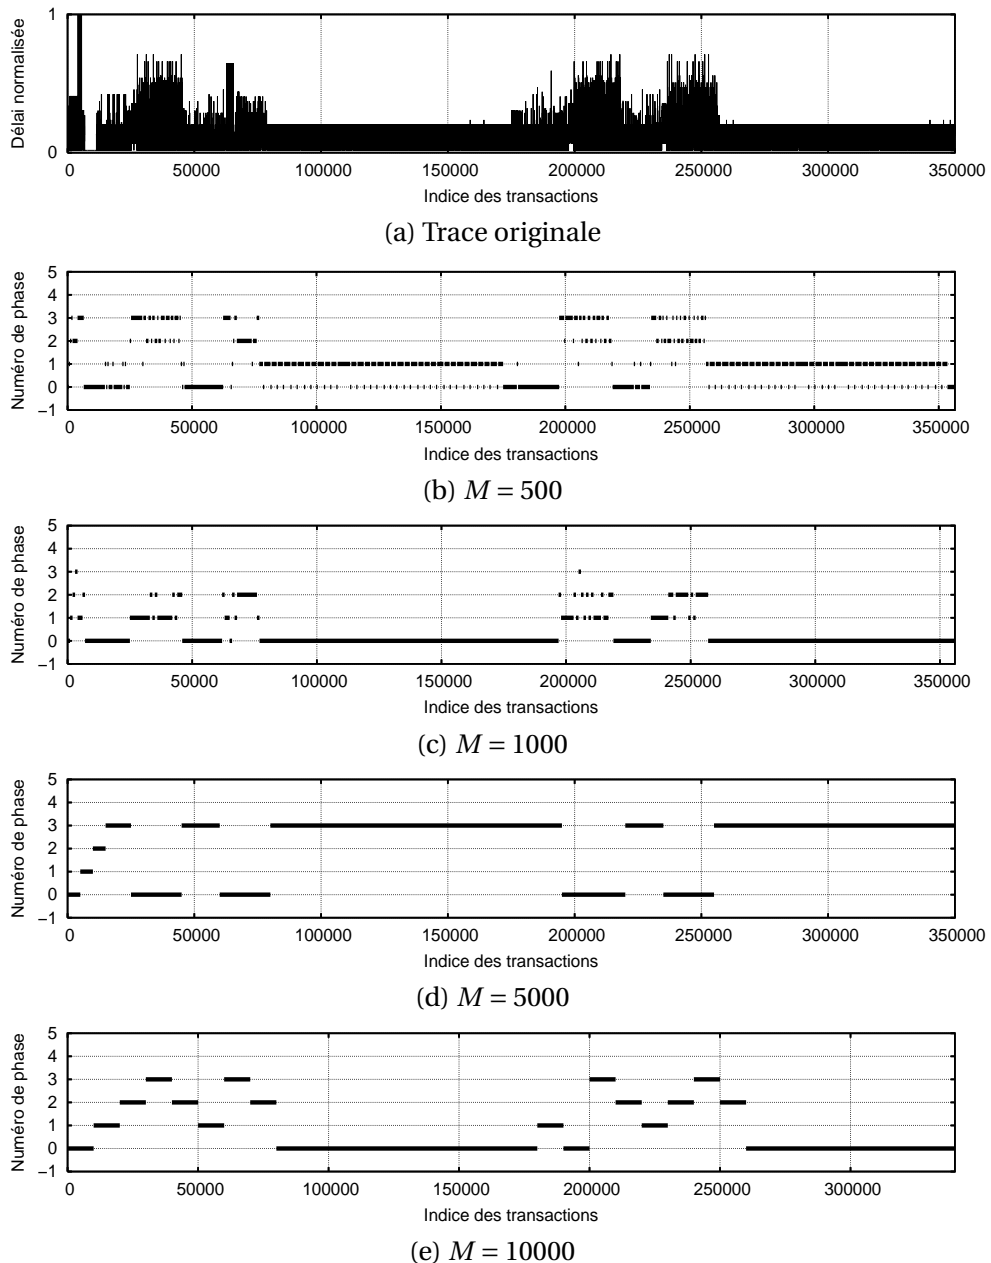 Délai normalisée
1
0.5
0
0 50000 100000 150000 200000 250000 300000 350000
Indice des transactions
(a) Trace originale
Numéro de phase
5
4
3
2
1
0
−1
0 50000 100000 150000 200000 250000 300000 350000
Indice des transactions
(b) M = 500
Numéro de phase
5
4
3
2
1
0
−1
0 50000 100000 150000 200000 250000 300000 350000
Indice des transactions
(c) M = 1000
Numéro de phase
5
4
3
2
1
0
−1
0 50000 100000 150000 200000 250000 300000 350000
Indice des transactions
(d) M = 5000
Numéro de phase
5
4
3
2
1
0
−1
0 50000 100000 150000 200000 250000 300000
Indice des transactions
(e) M = 10000